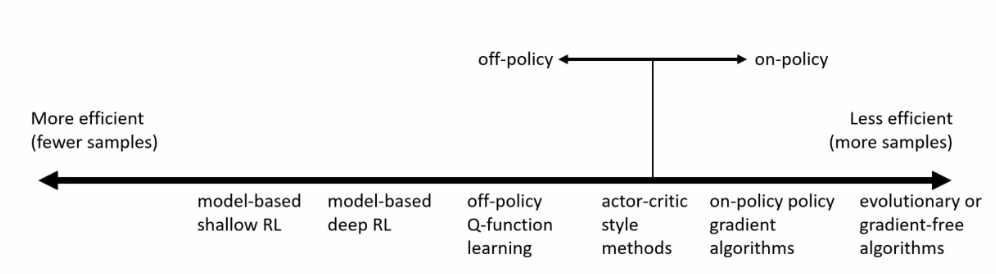 off-policy
on-policy
More efficient
(fewer samples)
Less efficient
(more samples)
model-based
shallow RL
model-based
deep RL
off-policy
Q-function
learning
actor-critic
style
methods
on-policy policy
gradient
algorithms
evolutionary or
gradient-free
algorithms